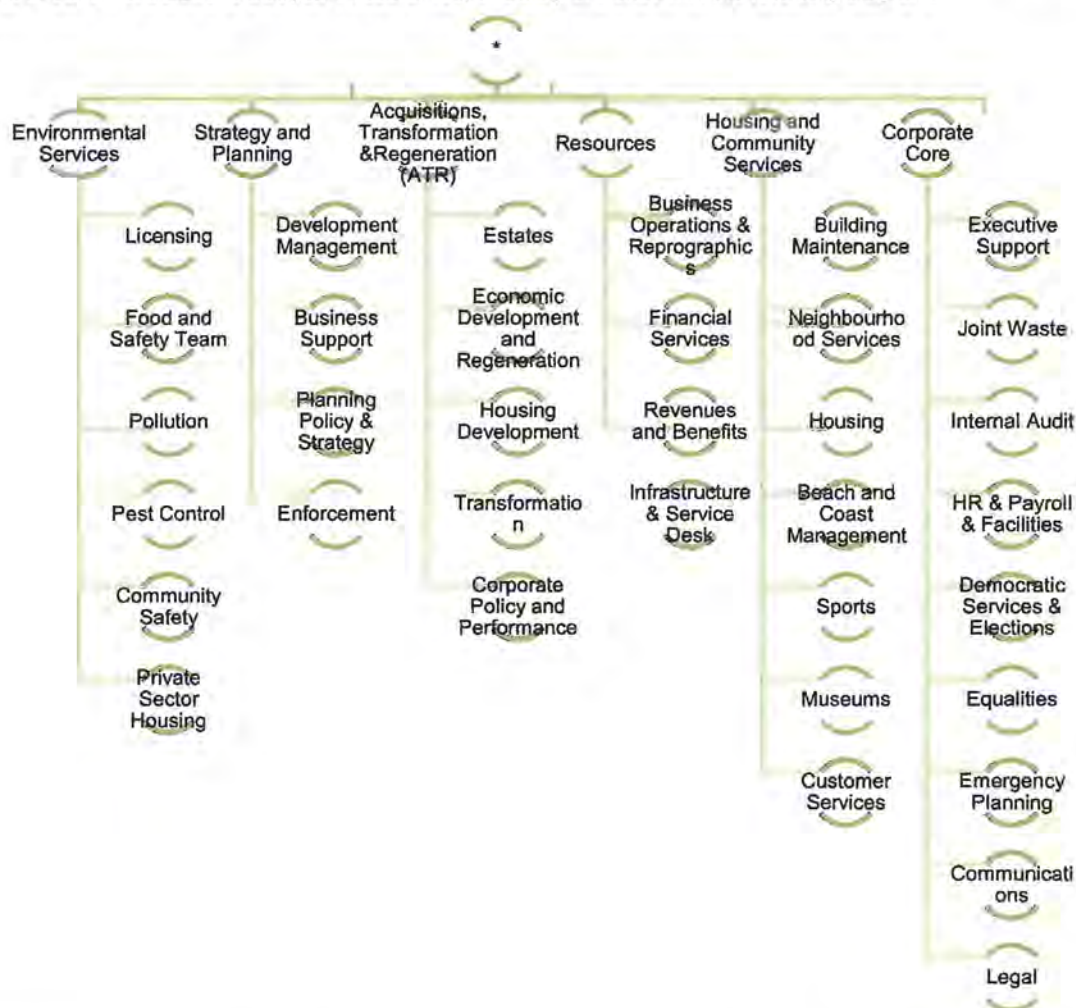 *
Environmental
Services
Strategy and
Planning
Acquisitions,
Transformation
&Regeneration
(ATR)
Resources
Housing and
Community
Services
Corporate
Core
Licensing
Food and
Safety Team
Pollution
Pest Control
Community
Safety
Private
Sector
Housing
Development
Management
Business
Support
Planning
Policy &
Strategy
Enforcement
Estates
Economic
Development
and
Regeneration
Housing
Development
Transformatio
n
Corporate
Policy and
Performance
Business
Operations &
Reprographic
s
Financial
Services
Revenues
and Benefits
Infrastructure
& Service
Desk
Building
Maintenance
Neighbourho
od Services
Housing
Beach and
Coast
Management
Sports
Museums
Customer
Services
Executive
Support
Joint Waste
Internal Audit
HR & Payroll
& Facilities
Democratic
Services &
Elections
Equalities
Emergency
Planning
Communicati
ons
Legal